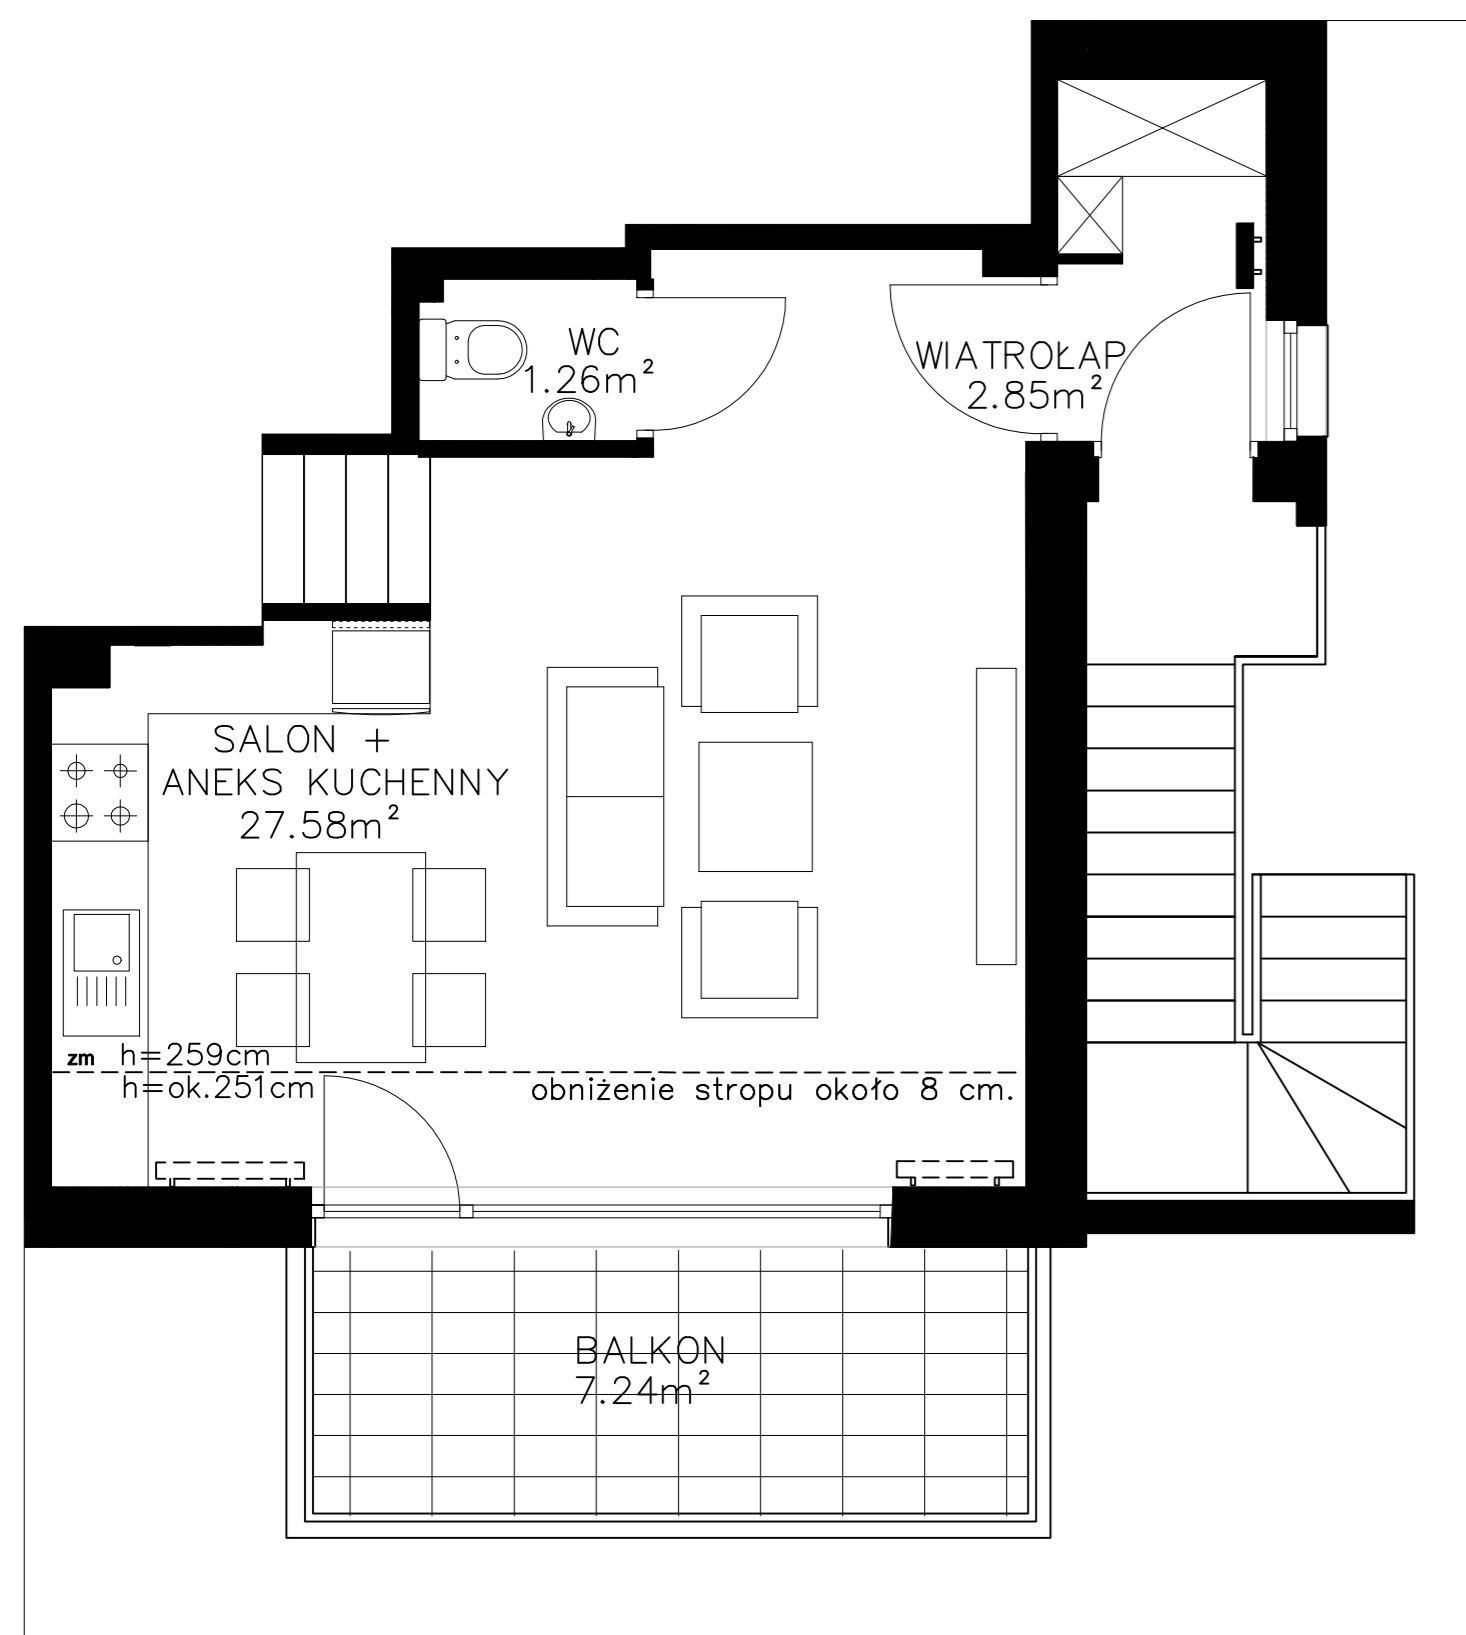 WC
1.26m²
WIATROŁAP
2.85m²
SALON +
ANEKS KUCHENNY
27.58m²
zm h=259cm
h=ok.251cm
obniżenie stropu około 8 cm.
BALKON
7.24m²